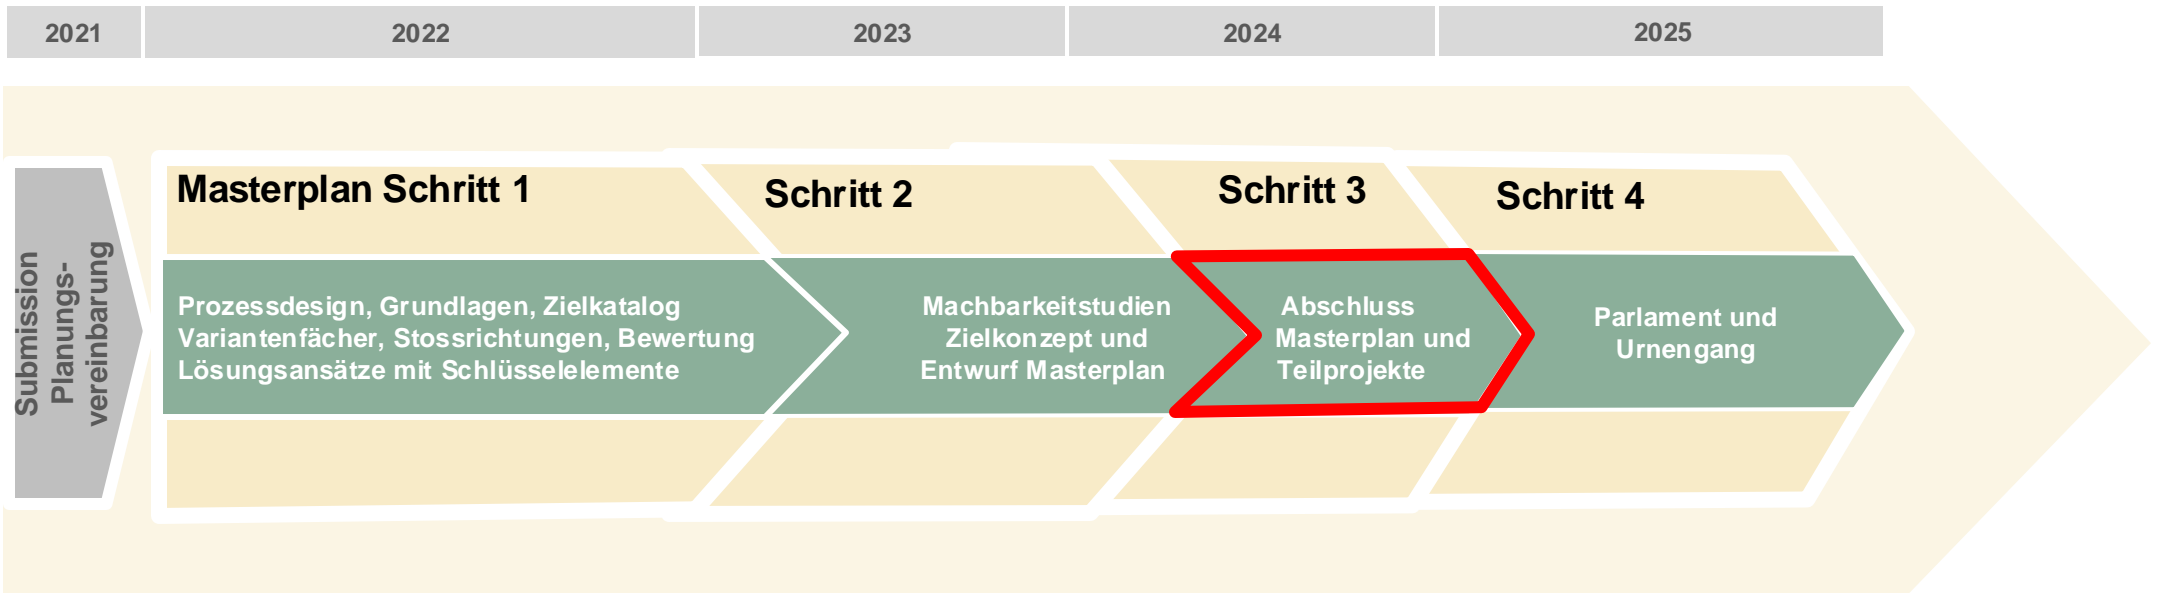 2021
2022
2023
2024
2025
Submission
Planungs-
vereinbarung
Masterplan Schritt 1
Prozessdesign, Grundlagen, Zielkatalog
Variantenfächer, Stossrichtungen, Bewertung
Lösungsansätze mit Schlüsselelemente
Schritt 2
Machbarkeitstudien
Zielkonzept und
Entwurf Masterplan
Schritt 3
Abschluss
Masterplan und
Teilprojekte
Schritt 4
Parlament und
Urnengang